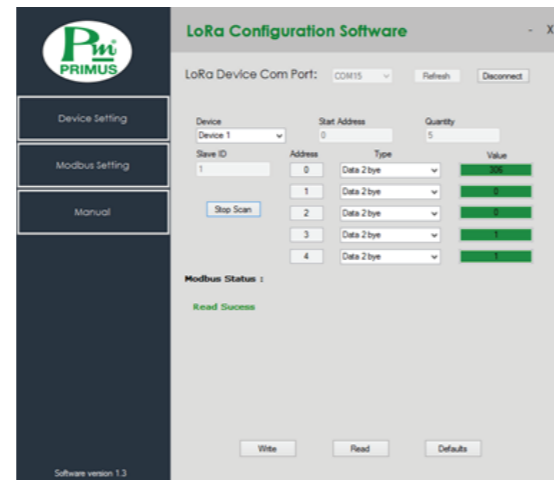 Pm
PRIMUS
LoRa Configuration Software
- X
LoRa Device Com Port: COM15 Refresh Disconnect
Device Setting
Modbus Setting
Manual
Device Start Address Quantity
Device 1 0 5
Slave ID Address Type Value
1 0 Data 2 bye 306
Stop Scan
1 Data 2 bye 0
2 Data 2 bye 0
3 Data 2 bye 1
4 Data 2 bye 1
Modbus Status :
Read Sucess
Write Read Defaults
Software version 1.3